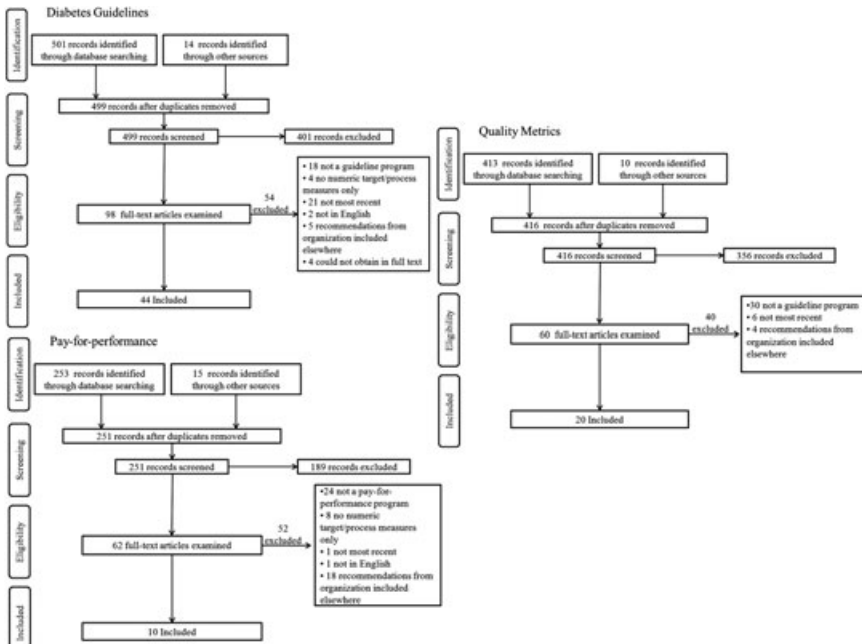 Diabetes Guidelines
Identification
501 records identified
through database searching
14 records identified
through other sources
Screening
499 records after duplicates removed
499 records screened
401 records excluded
Eligibility
98 full-text articles examined
54
excluded
• 18 not a guideline program
• 4 no numeric target/process
measures only
• 21 not most recent
• 2 not in English
• 5 recommendations from
organization included
elsewhere
• 4 could not obtain in full text
Included
44 Included
Pay-for-performance
Identification
253 records identified
through database searching
15 records identified
through other sources
Screening
251 records after duplicates removed
251 records screened
189 records excluded
Eligibility
62 full-text articles examined
52
excluded
•24 not a pay-for-
performance program
• 8 no numeric
target/process measures
only
• 1 not most recent
• 1 not in English
• 18 recommendations from
organization included
elsewhere
Included
10 Included
Quality Metrics
Identification
413 records identified
through database searching
10 records identified
through other sources
Screening
416 records after duplicates removed
416 records screened
356 records excluded
Eligibility
60 full-text articles examined
40
excluded
•30 not a guideline program
• 6 not most recent
• 4 recommendations from
organization included
elsewhere
Included
20 Included